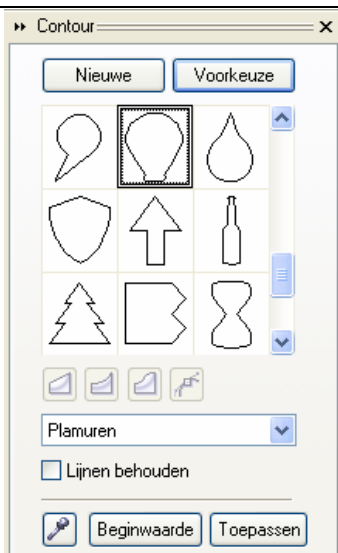 Contour
Nieuwe Voorkeuze
Plamuren
Lijnen behouden
Beginwaarde Toepassen